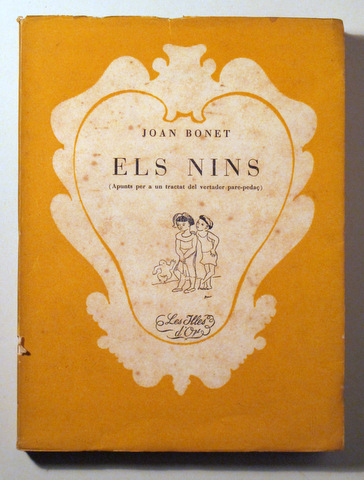 JOAN BONET
ELS NINS
(Apunts per a un tractat del vertader pare-pedaç)
Les Illes
d'Or